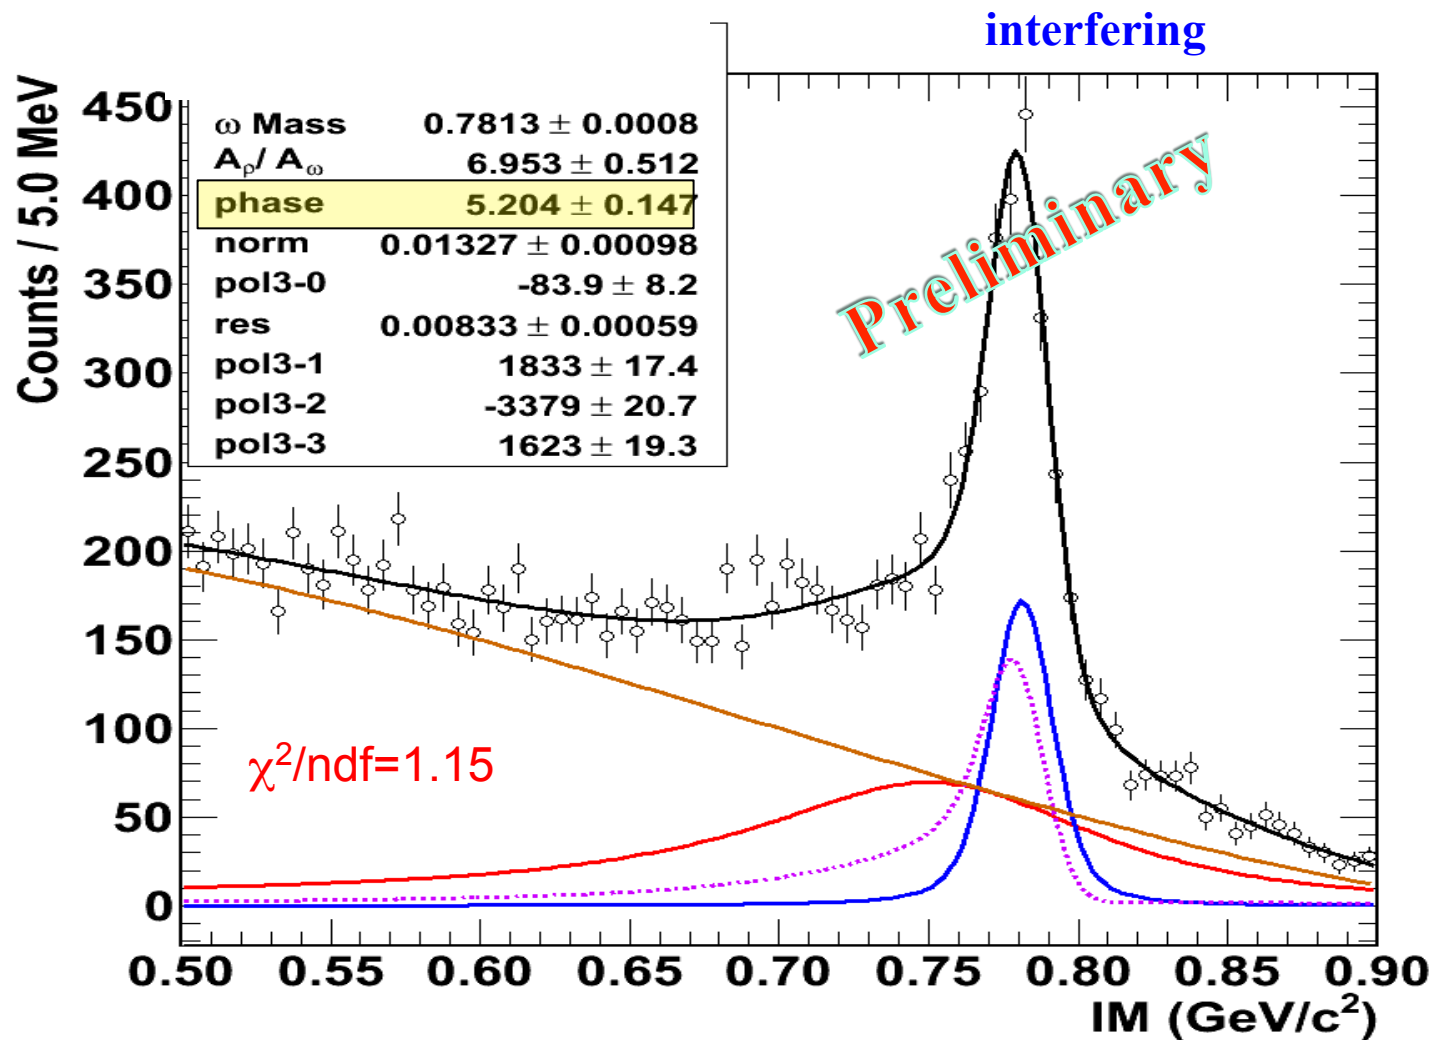 interfering
Counts / 5.0 MeV
450
400
350
300
250
200
150
100
50
0
ω Mass 0.7813 ± 0.0008
Aρ/ Aω 6.953 ± 0.512
phase 5.204 ± 0.147
norm 0.01327 ± 0.00098
pol3-0 -83.9 ± 8.2
res 0.00833 ± 0.00059
pol3-1 1833 ± 17.4
pol3-2 -3379 ± 20.7
pol3-3 1623 ± 19.3
Preliminary
χ²/ndf=1.15
0.50 0.55 0.60 0.65 0.70 0.75 0.80 0.85 0.90
IM (GeV/c²)